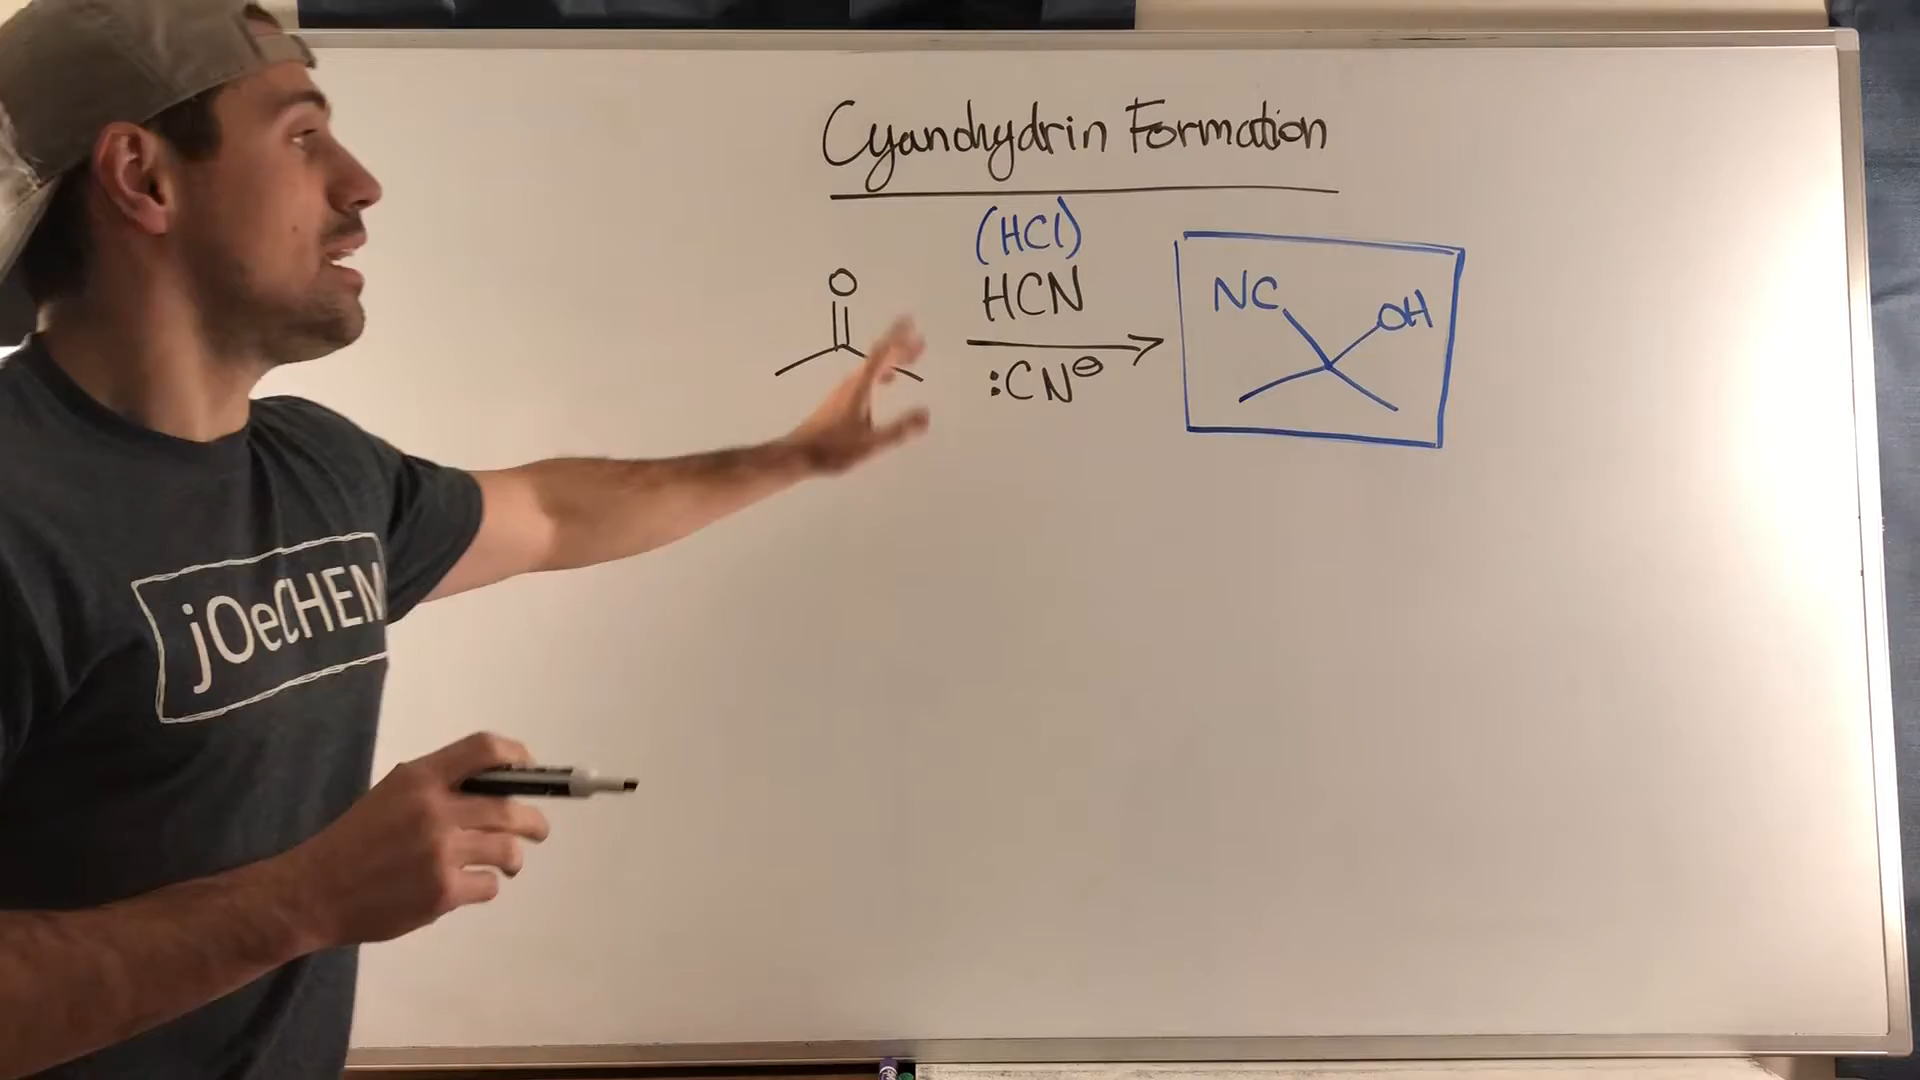 Cyanohydrin Formation
(HCl)
O
HCN
:CN⊖
NC
OH
jOeCHEM